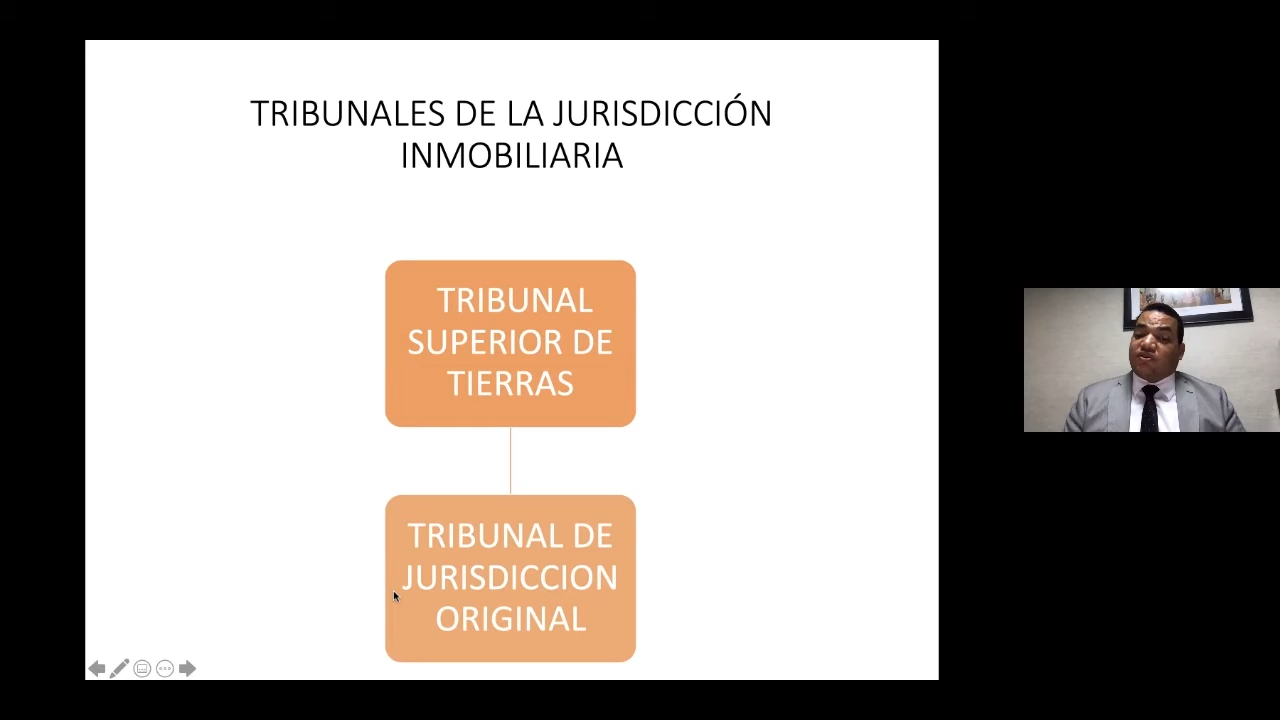 TRIBUNALES DE LA JURISDICCIÓN
INMOBILIARIA
TRIBUNAL
SUPERIOR DE
TIERRAS
TRIBUNAL DE
JURISDICCION
ORIGINAL